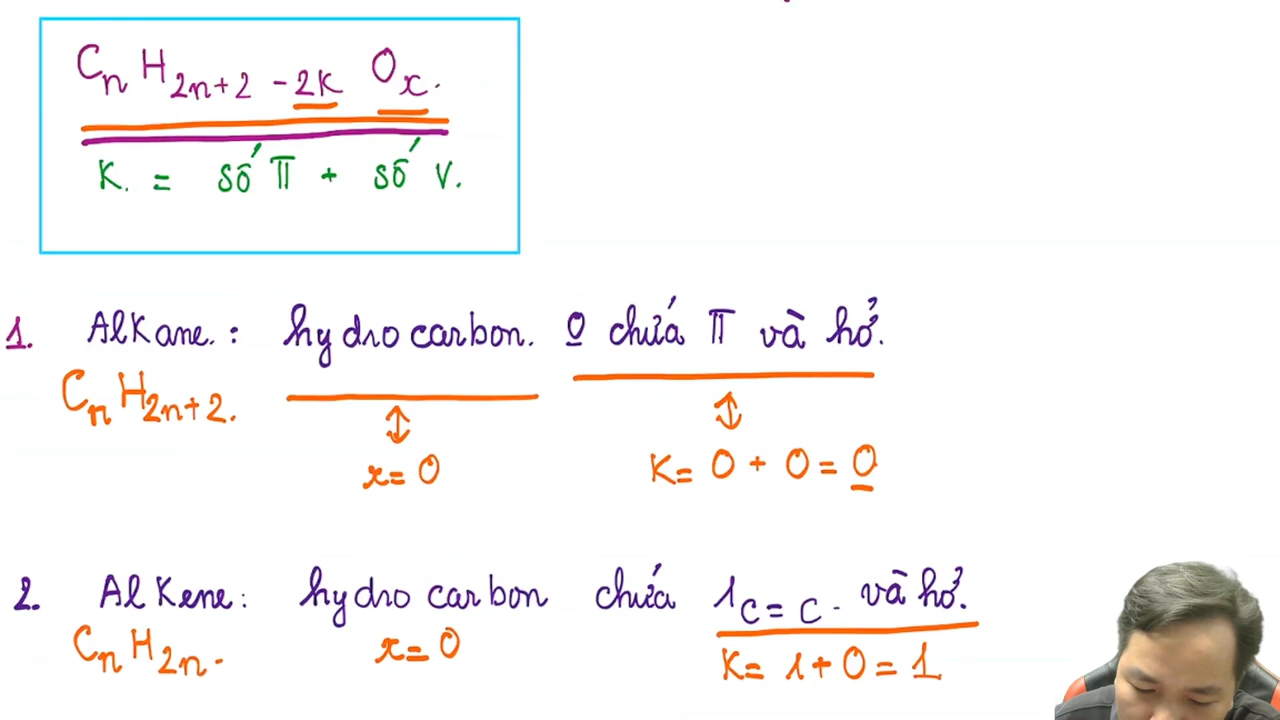 CnH2n+2-2K Ox.
K. = số π + số v.
1. Alkane.: hydrocarbon. 0 chứa π và hở.
CnH2n+2.
↕ ↕
x= 0 K= 0 + 0 = 0
2. Alkene: hydrocarbon chứa 1 C=C. và hở.
CnH2n. x= 0 K= 1+0 = 1